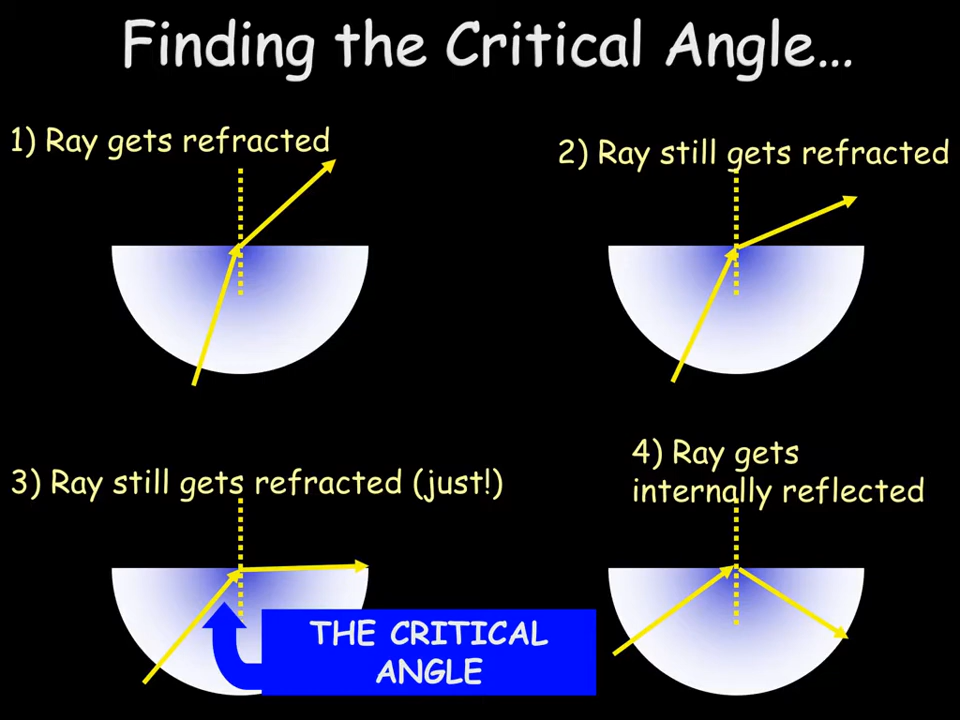 Finding the Critical Angle…
1) Ray gets refracted
2) Ray still gets refracted
3) Ray still gets refracted (just!)
4) Ray gets
internally reflected
THE CRITICAL
ANGLE